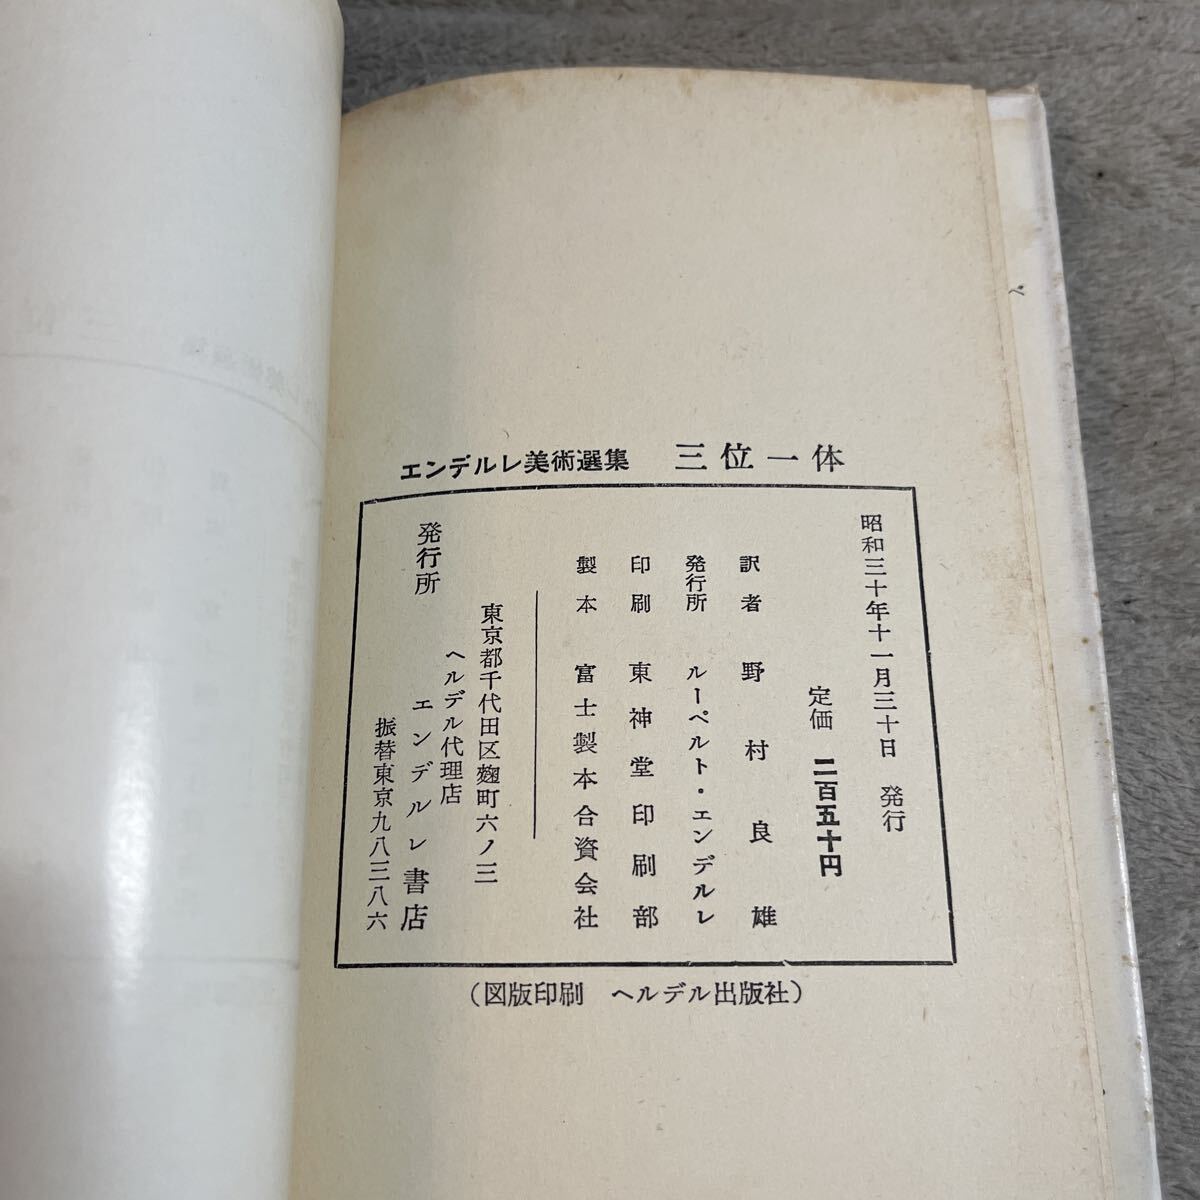 エンデルレ美術選集　三位一体
昭和三十年十一月三十日　発行
定価　二百五十円
訳者　野村良雄
発行所　ルーペルト・エンデルレ
印刷　東神堂印刷部
製本　富士製本合資会社
東京都千代田区麹町六ノ三
ヘルデル代理店
発行所　エンデルレ書店
振替東京九八三八六
（図版印刷　ヘルデル出版社）